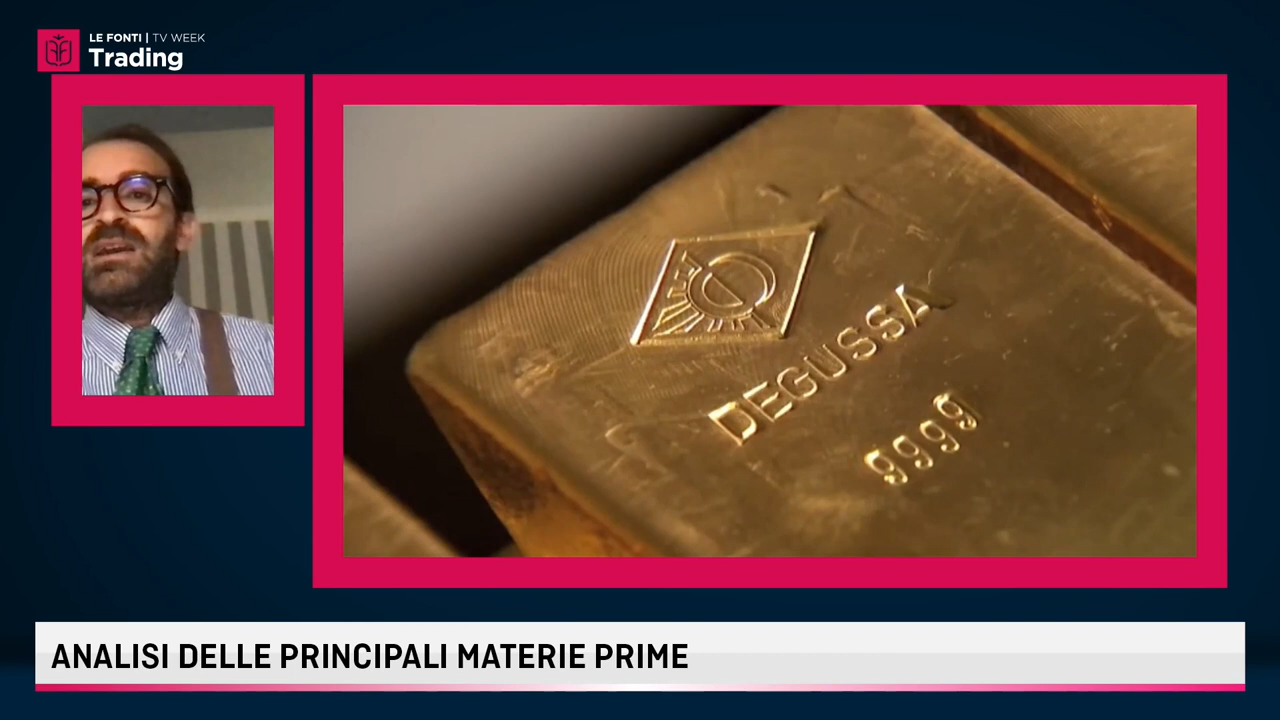 LE FONTI | TV WEEK
Trading
DEGUSSA
9999
ANALISI DELLE PRINCIPALI MATERIE PRIME